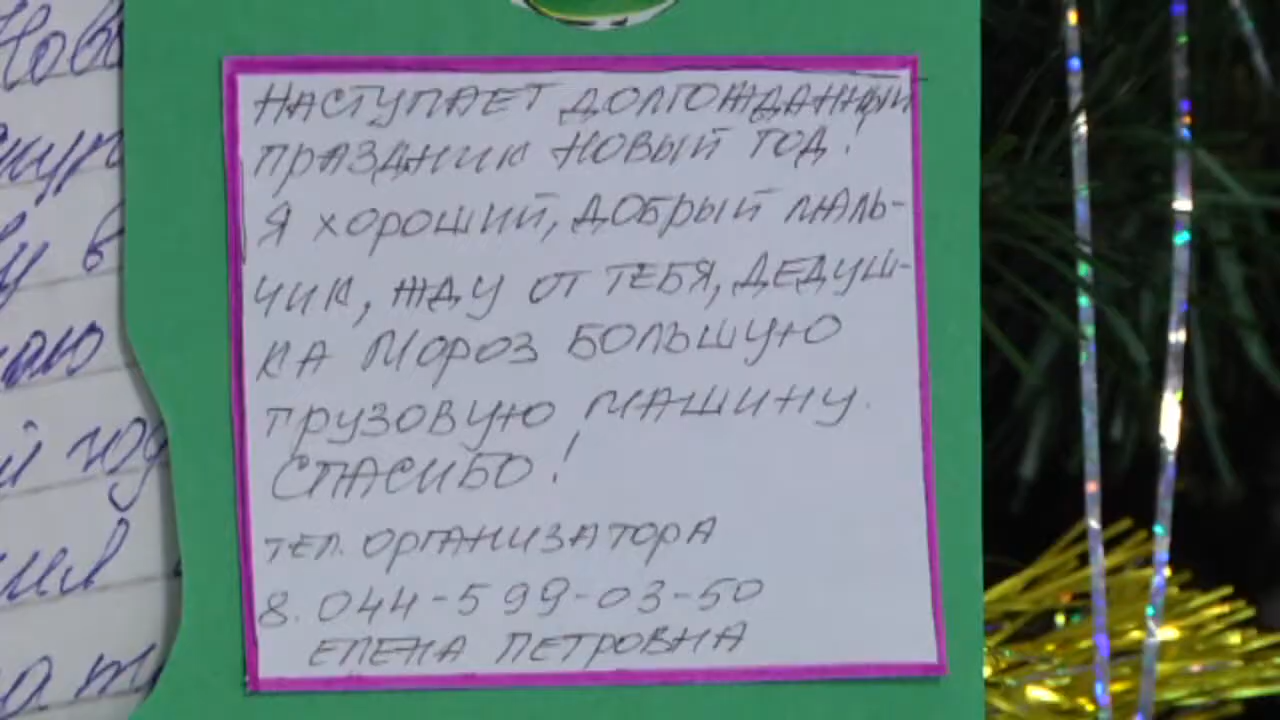 НАСТУПАЕТ ДОЛГОЖДАННЫЙ
ПРАЗДНИК НОВЫЙ ГОД!
Я ХОРОШИЙ, ДОБРЫЙ МАЛЬ-
ЧИК, ЖДУ ОТ ТЕБЯ, ДЕДУШ-
КА МОРОЗ БОЛЬШУЮ
ГРУЗОВУЮ МАШИНУ.
СПАСИБО!
ТЕЛ. ОРГАНИЗАТОРА
8. 044-599-03-50
ЕЛЕНА ПЕТРОВНА